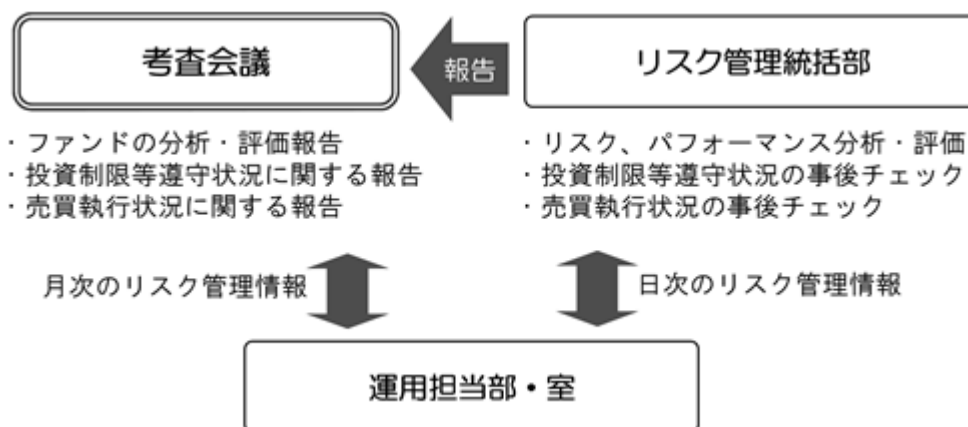 考査会議
報告
リスク管理統括部
・ファンドの分析・評価報告
・投資制限等遵守状況に関する報告
・売買執行状況に関する報告
・リスク、パフォーマンス分析・評価
・投資制限等遵守状況の事後チェック
・売買執行状況の事後チェック
月次のリスク管理情報
日次のリスク管理情報
運用担当部・室